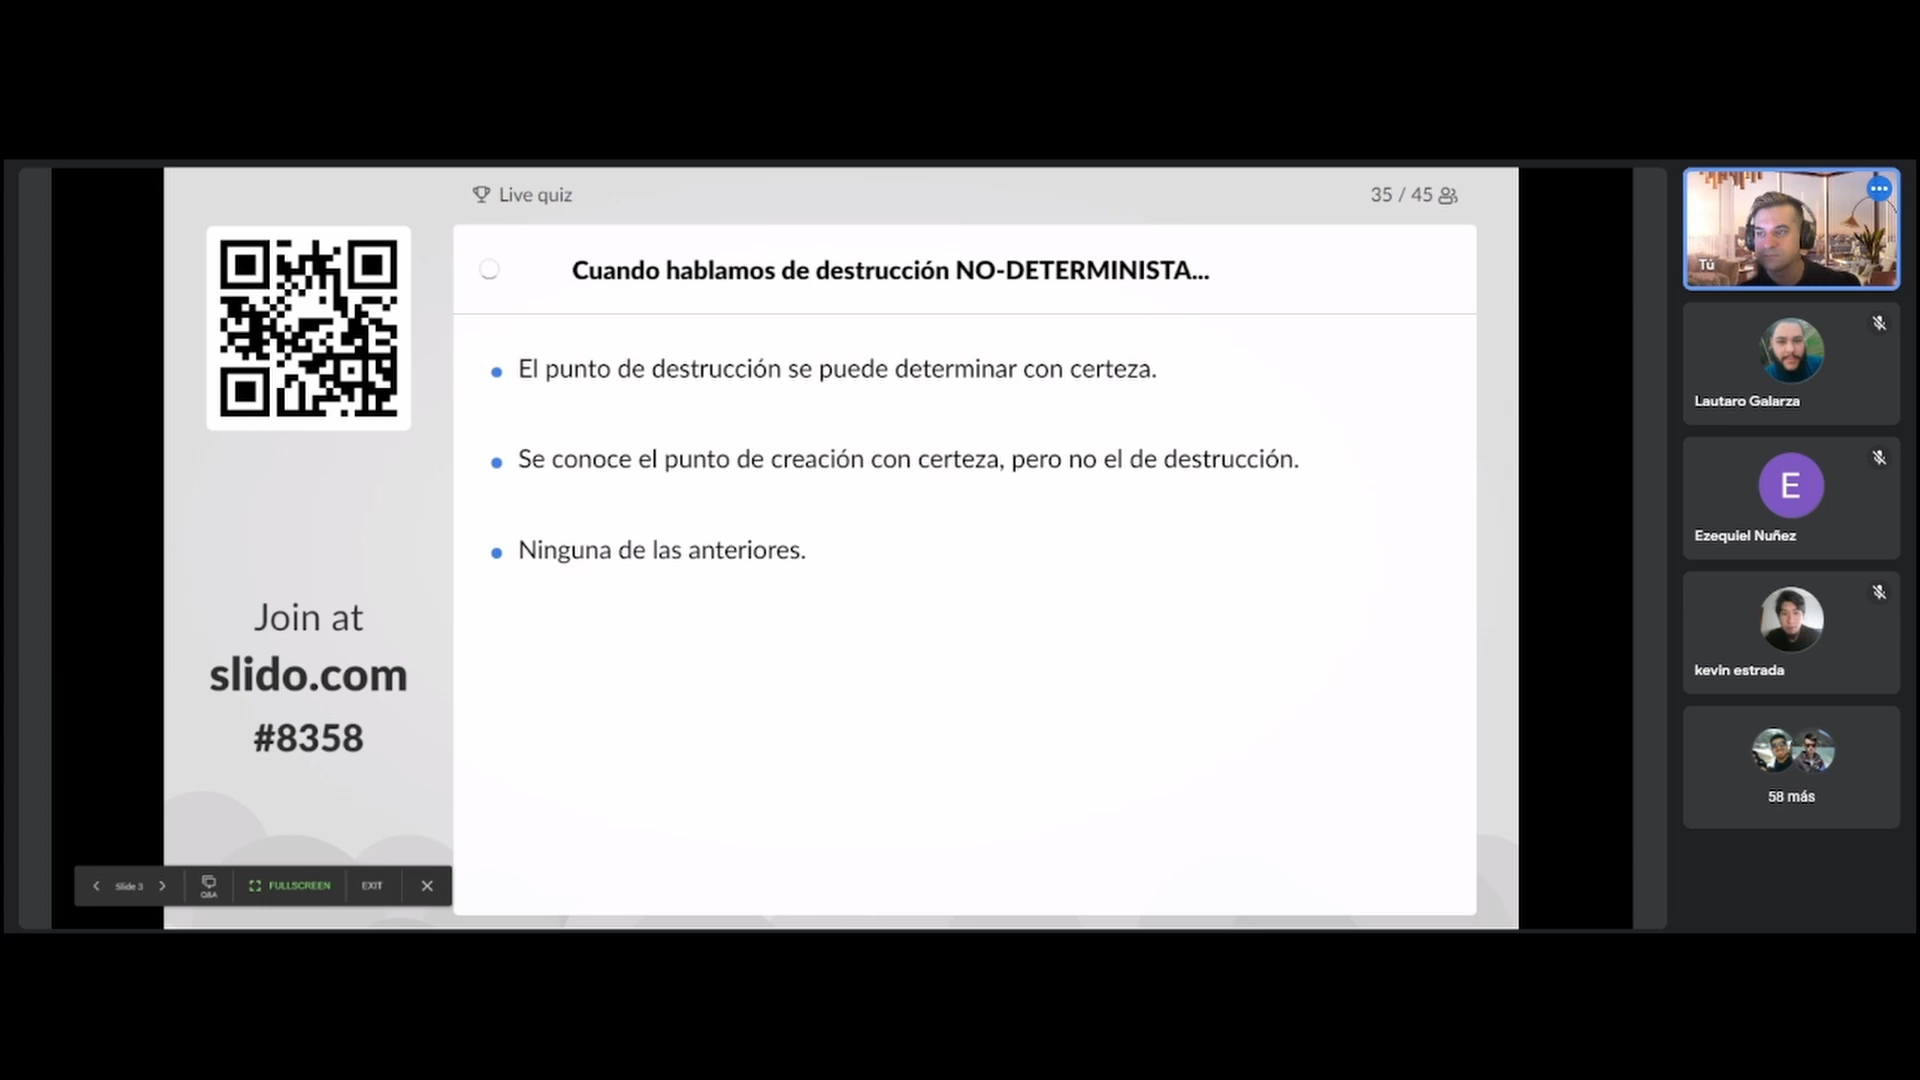 Live quiz
35 / 45
Cuando hablamos de destrucción NO-DETERMINISTA...
El punto de destrucción se puede determinar con certeza.
Se conoce el punto de creación con certeza, pero no el de destrucción.
Ninguna de las anteriores.
Join at
slido.com
#8358
Slide 3
Q&A
FULLSCREEN
EXIT
Tú
Lautaro Galarza
E
Ezequiel Nuñez
kevin estrada
58 más